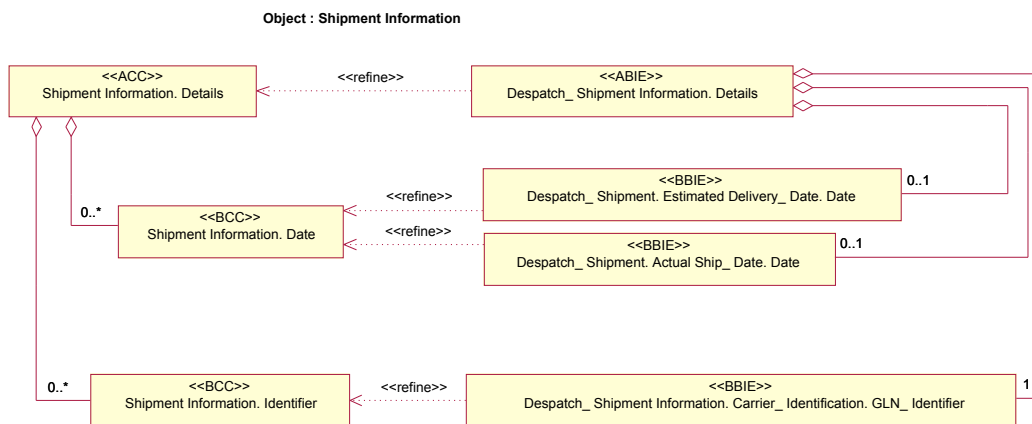 Object : Shipment Information
<<ACC>>
Shipment Information. Details
<<refine>>
<<ABIE>>
Despatch_ Shipment Information. Details
<<refine>>
<<BBIE>>
Despatch_ Shipment. Estimated Delivery_ Date. Date
0..1
0..*
<<BCC>>
Shipment Information. Date
<<refine>>
<<BBIE>>
Despatch_ Shipment. Actual Ship_ Date. Date
0..1
0..*
<<BCC>>
Shipment Information. Identifier
<<refine>>
<<BBIE>>
Despatch_ Shipment Information. Carrier_ Identification. GLN_ Identifier
1